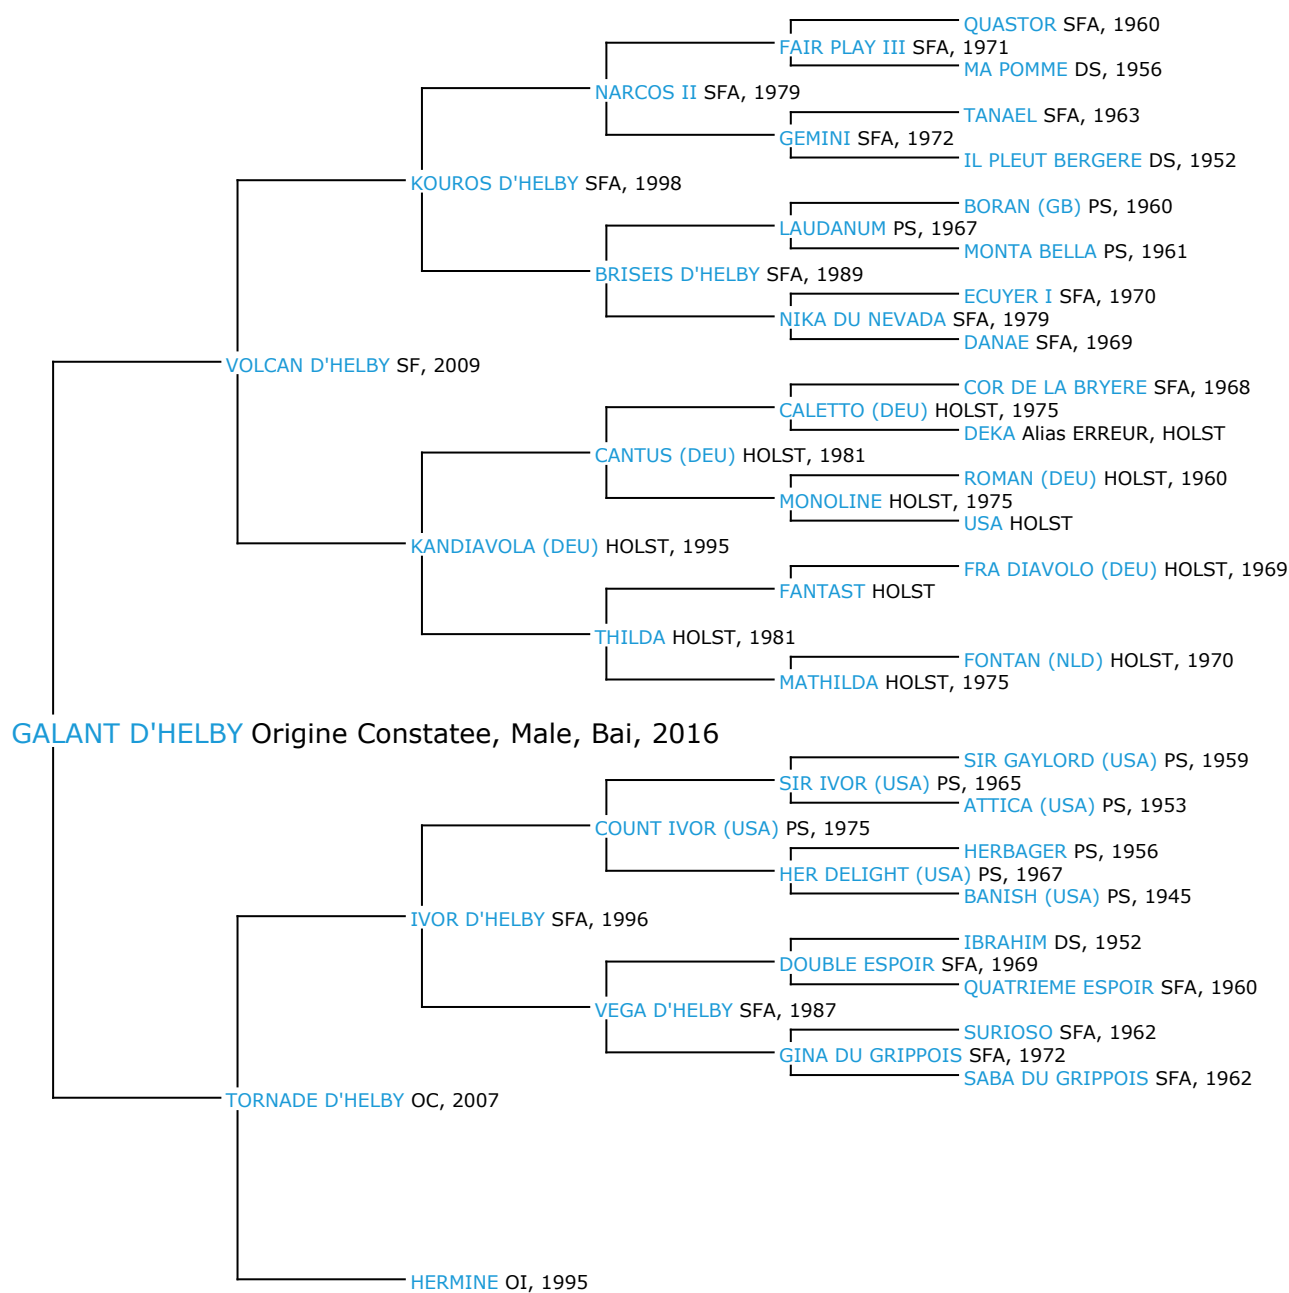 QUASTOR SFA, 1960
FAIR PLAY III SFA, 1971
MA POMME DS, 1956
NARCOS II SFA, 1979
TANAEL SFA, 1963
GEMINI SFA, 1972
IL PLEUT BERGERE DS, 1952
KOUROS D'HELBY SFA, 1998
BORAN (GB) PS, 1960
LAUDANUM PS, 1967
MONTA BELLA PS, 1961
BRISEIS D'HELBY SFA, 1989
ECUYER I SFA, 1970
NIKA DU NEVADA SFA, 1979
DANAE SFA, 1969
VOLCAN D'HELBY SF, 2009
COR DE LA BRYERE SFA, 1968
CALETTO (DEU) HOLST, 1975
DEKA Alias ERREUR, HOLST
CANTUS (DEU) HOLST, 1981
ROMAN (DEU) HOLST, 1960
MONOLINE HOLST, 1975
USA HOLST
KANDIAVOLA (DEU) HOLST, 1995
FRA DIAVOLO (DEU) HOLST, 1969
FANTAST HOLST
THILDA HOLST, 1981
FONTAN (NLD) HOLST, 1970
MATHILDA HOLST, 1975
GALANT D'HELBY Origine Constatee, Male, Bai, 2016
SIR GAYLORD (USA) PS, 1959
SIR IVOR (USA) PS, 1965
ATTICA (USA) PS, 1953
COUNT IVOR (USA) PS, 1975
HERBAGER PS, 1956
HER DELIGHT (USA) PS, 1967
BANISH (USA) PS, 1945
IVOR D'HELBY SFA, 1996
IBRAHIM DS, 1952
DOUBLE ESPOIR SFA, 1969
QUATRIEME ESPOIR SFA, 1960
VEGA D'HELBY SFA, 1987
SURIOSO SFA, 1962
GINA DU GRIPPOIS SFA, 1972
SABA DU GRIPPOIS SFA, 1962
TORNADE D'HELBY OC, 2007
HERMINE OI, 1995